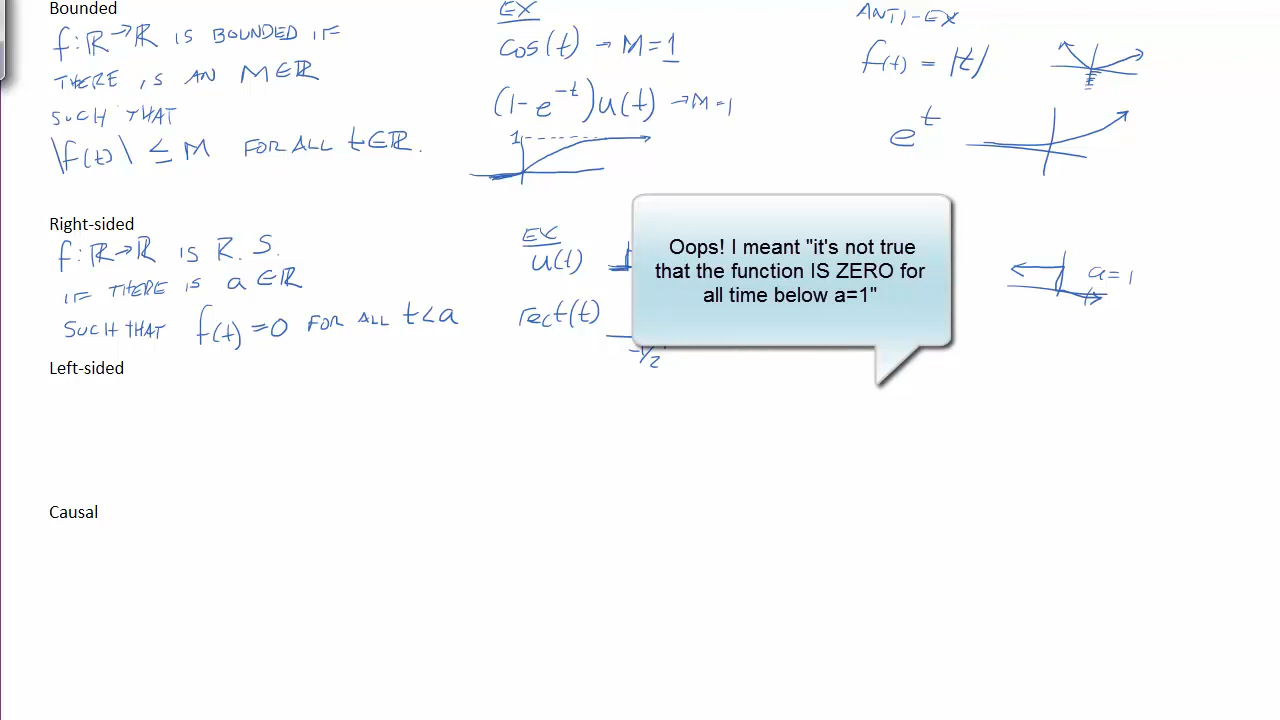 Bounded
f: ℝ→ℝ IS BOUNDED IF
THERE IS AN M∈ℝ
SUCH THAT
|f(t)| ≤ M FOR ALL t∈ℝ.
EX
cos(t) → M=1
(1-e^{-t})u(t) → M=1
1
ANTI-EX
f(t) = |t|
e^t
Right-sided
f: ℝ→ℝ IS R.S.
IF THERE IS a∈ℝ
SUCH THAT f(t)=0 FOR ALL t<a
EX
u(t)
rect(t)
-1/2
Oops! I meant "it's not true
that the function IS ZERO for
all time below a=1"
a=1
Left-sided
Causal